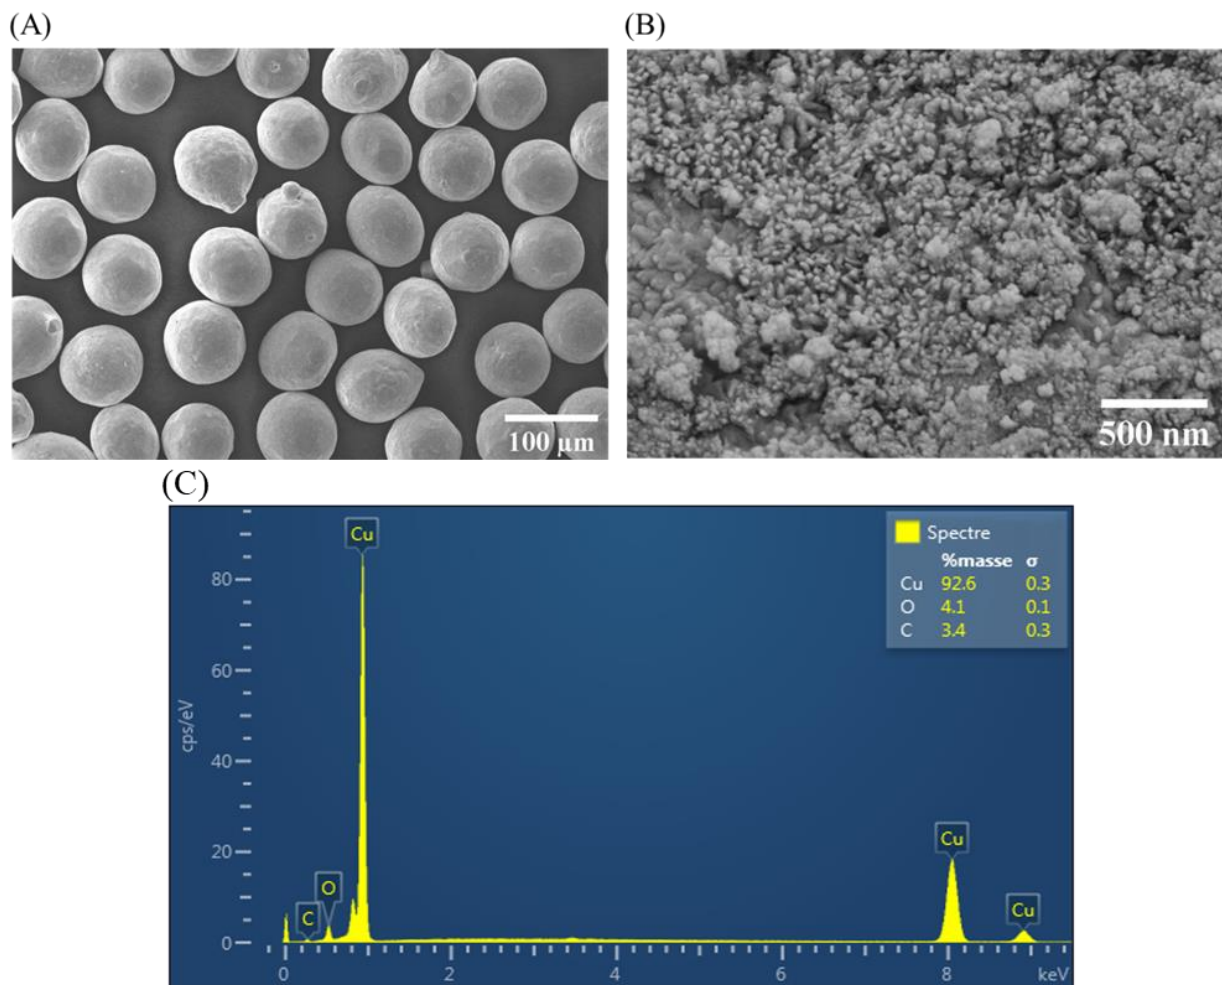 (A)
(B)
100 µm
500 nm
(C)
Cu
Spectre
%masse σ
Cu 92.6 0.3
O 4.1 0.1
C 3.4 0.3
80
60
cps/eV
40
20
Cu
O
C
Cu
0
0 2 4 6 8 keV